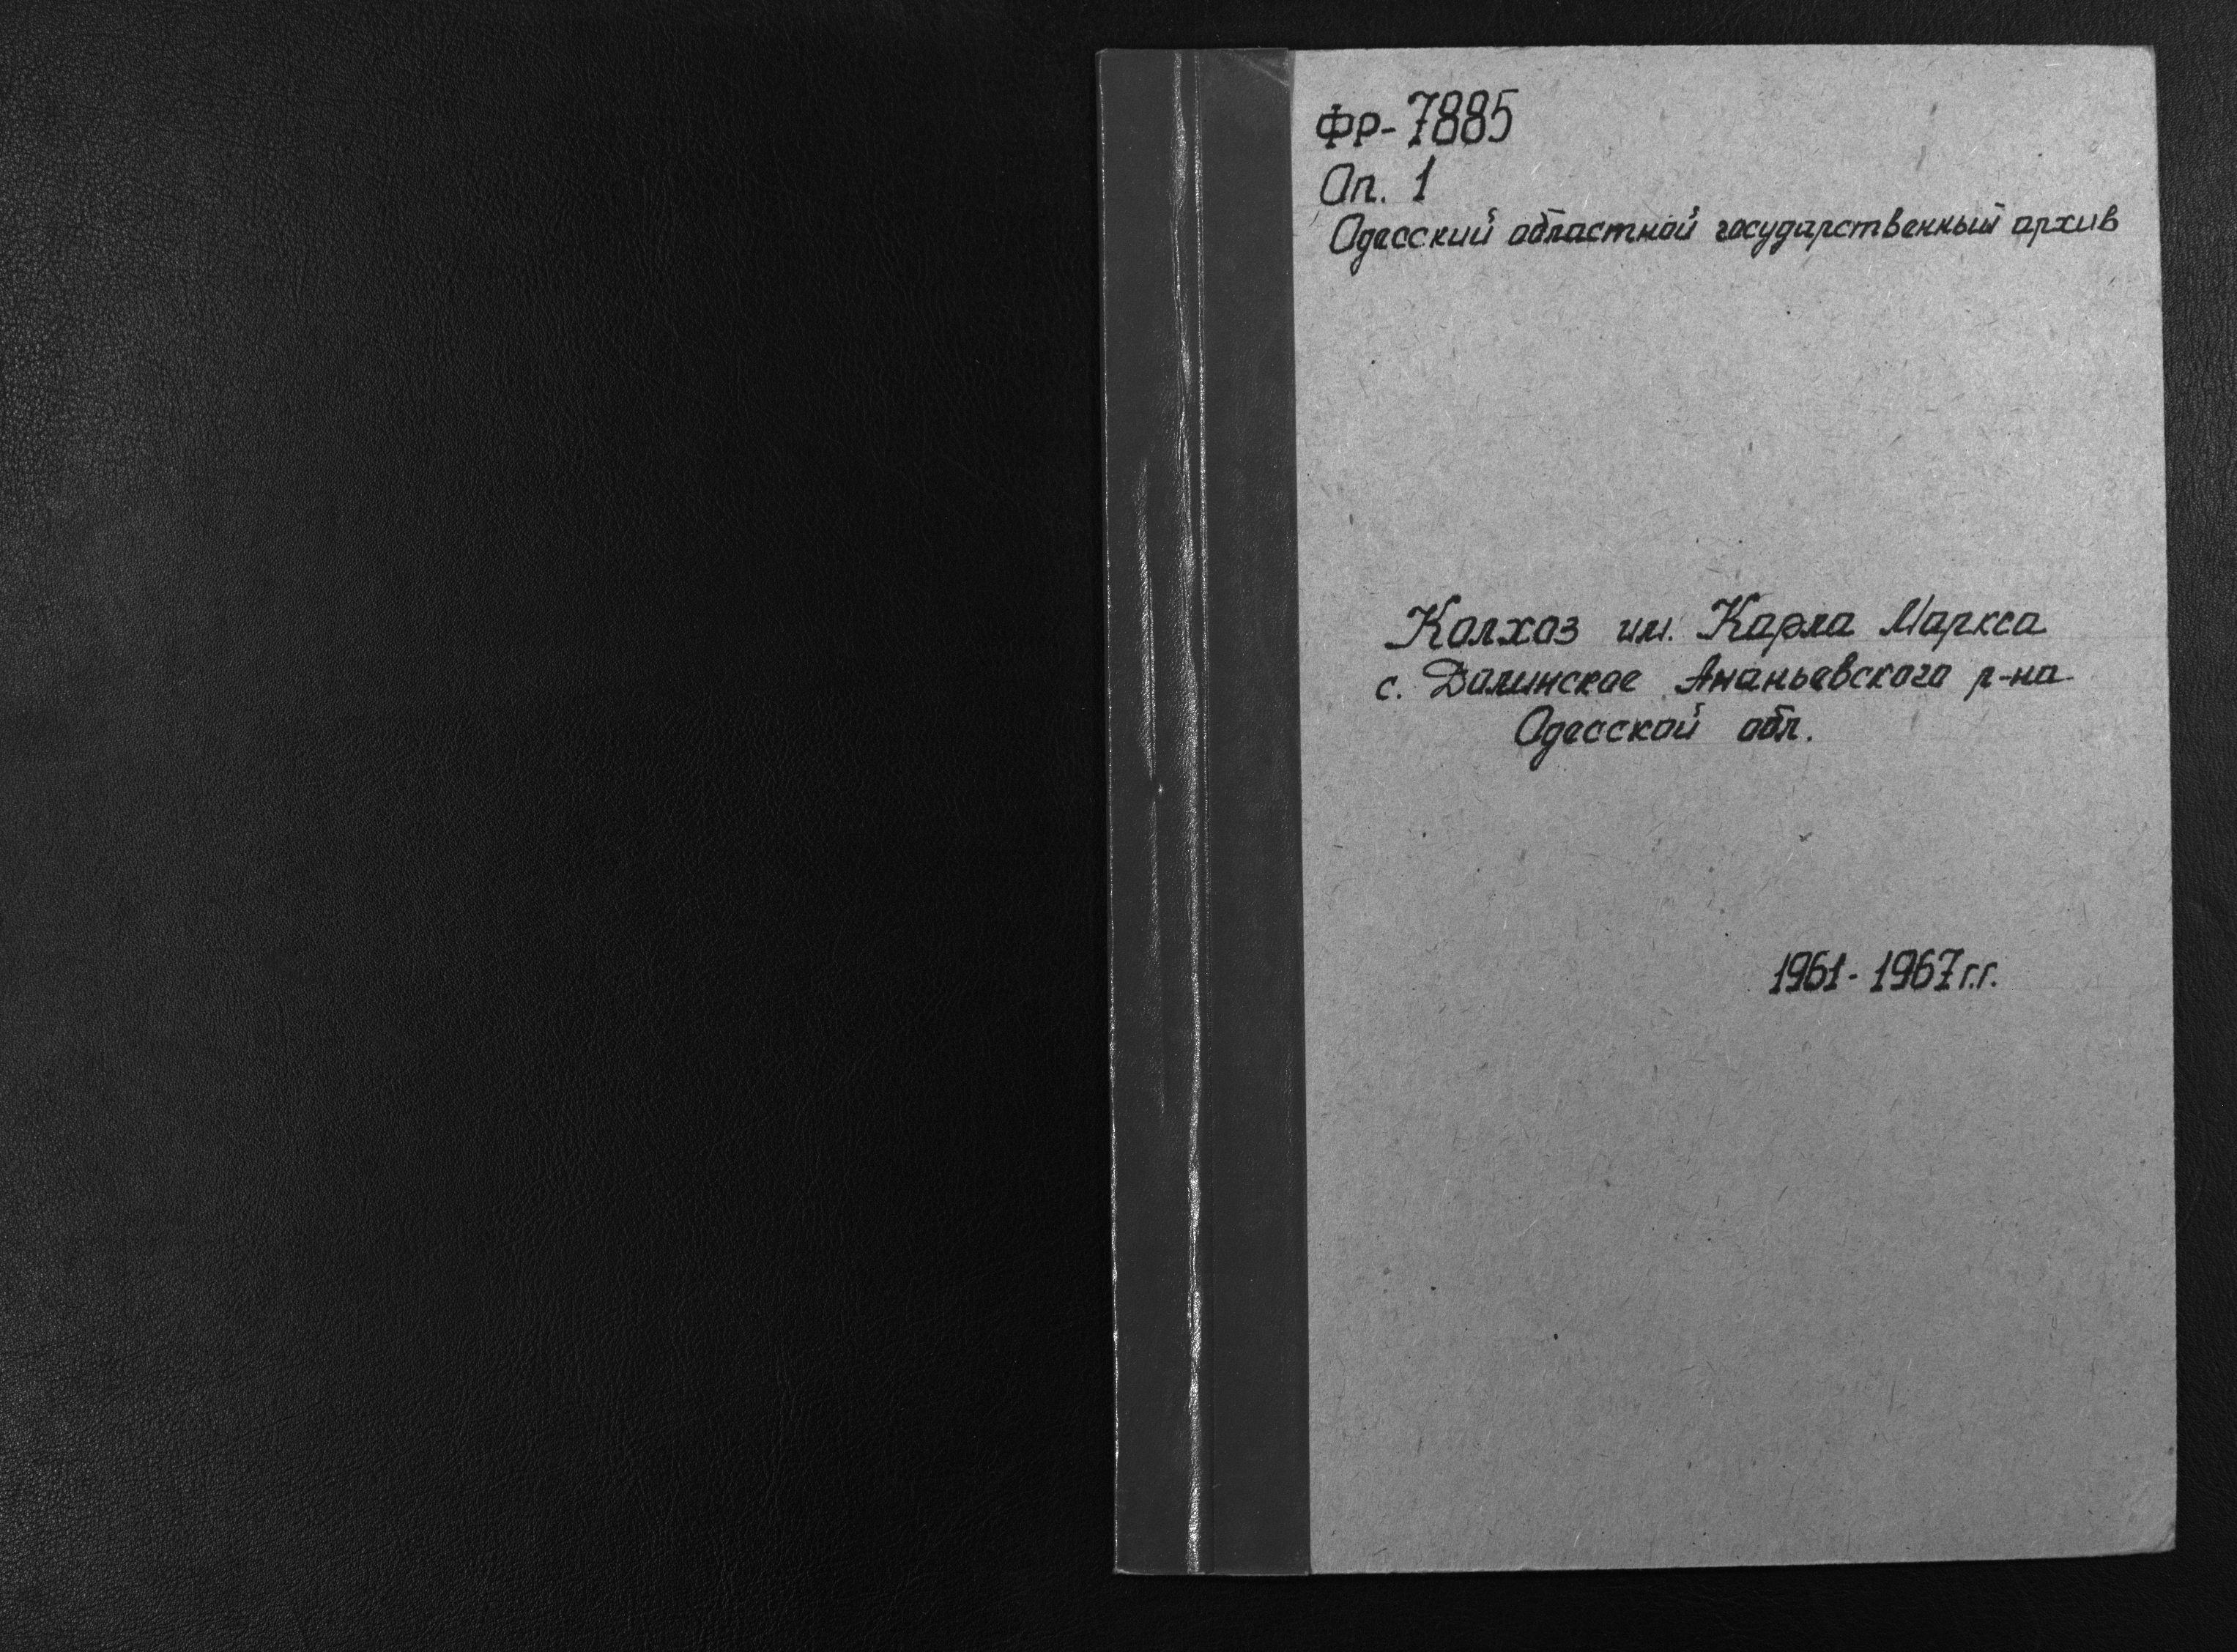 ФР-7885
Оп. 1
Одесский областной государственный архив
Колхоз им. Карла Маркса
с. Долинское Ананьевского р-на
Одесской обл.
1961-1967 г.г.